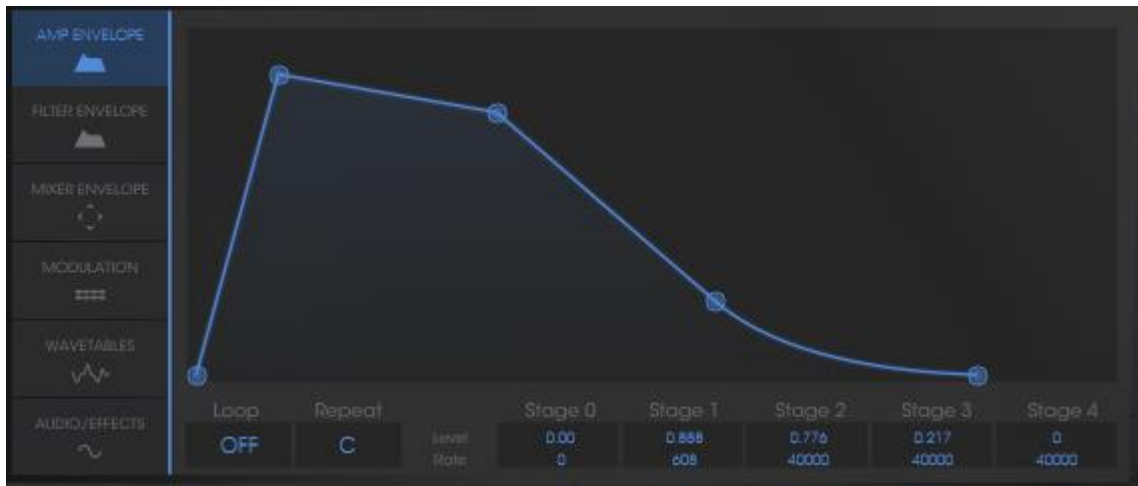 AMP ENVELOPE
FILTER ENVELOPE
MIXER ENVELOPE
MODULATION
WAVETABLES
AUDIO/EFFECTS
Loop Repeat Stage 0 Stage 1 Stage 2 Stage 3 Stage 4
OFF C
Level 0.00 0.888 0.776 0.217 0
Rate 0 608 40000 40000 40000